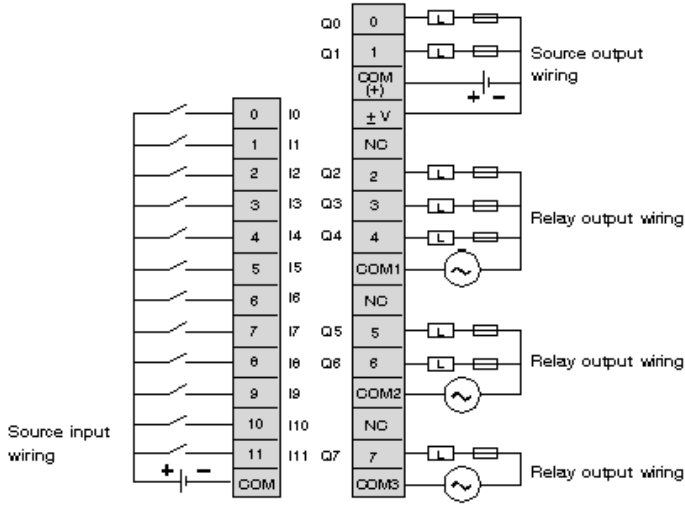 Q0 0 L
Q1 1 L
COM (+) + −
± V
Source output wiring
NC
Q2 2 L
Q3 3 L
Q4 4 L
COM1 ~
Relay output wiring
NC
Q5 5 L
Q6 6 L
COM2 ~
Relay output wiring
NC
Q7 7 L
COM3 ~
Relay output wiring
0 I0
1 I1
2 I2
3 I3
4 I4
5 I5
6 I6
7 I7
8 I8
9 I9
10 I10
11 I11
COM + −
Source input wiring